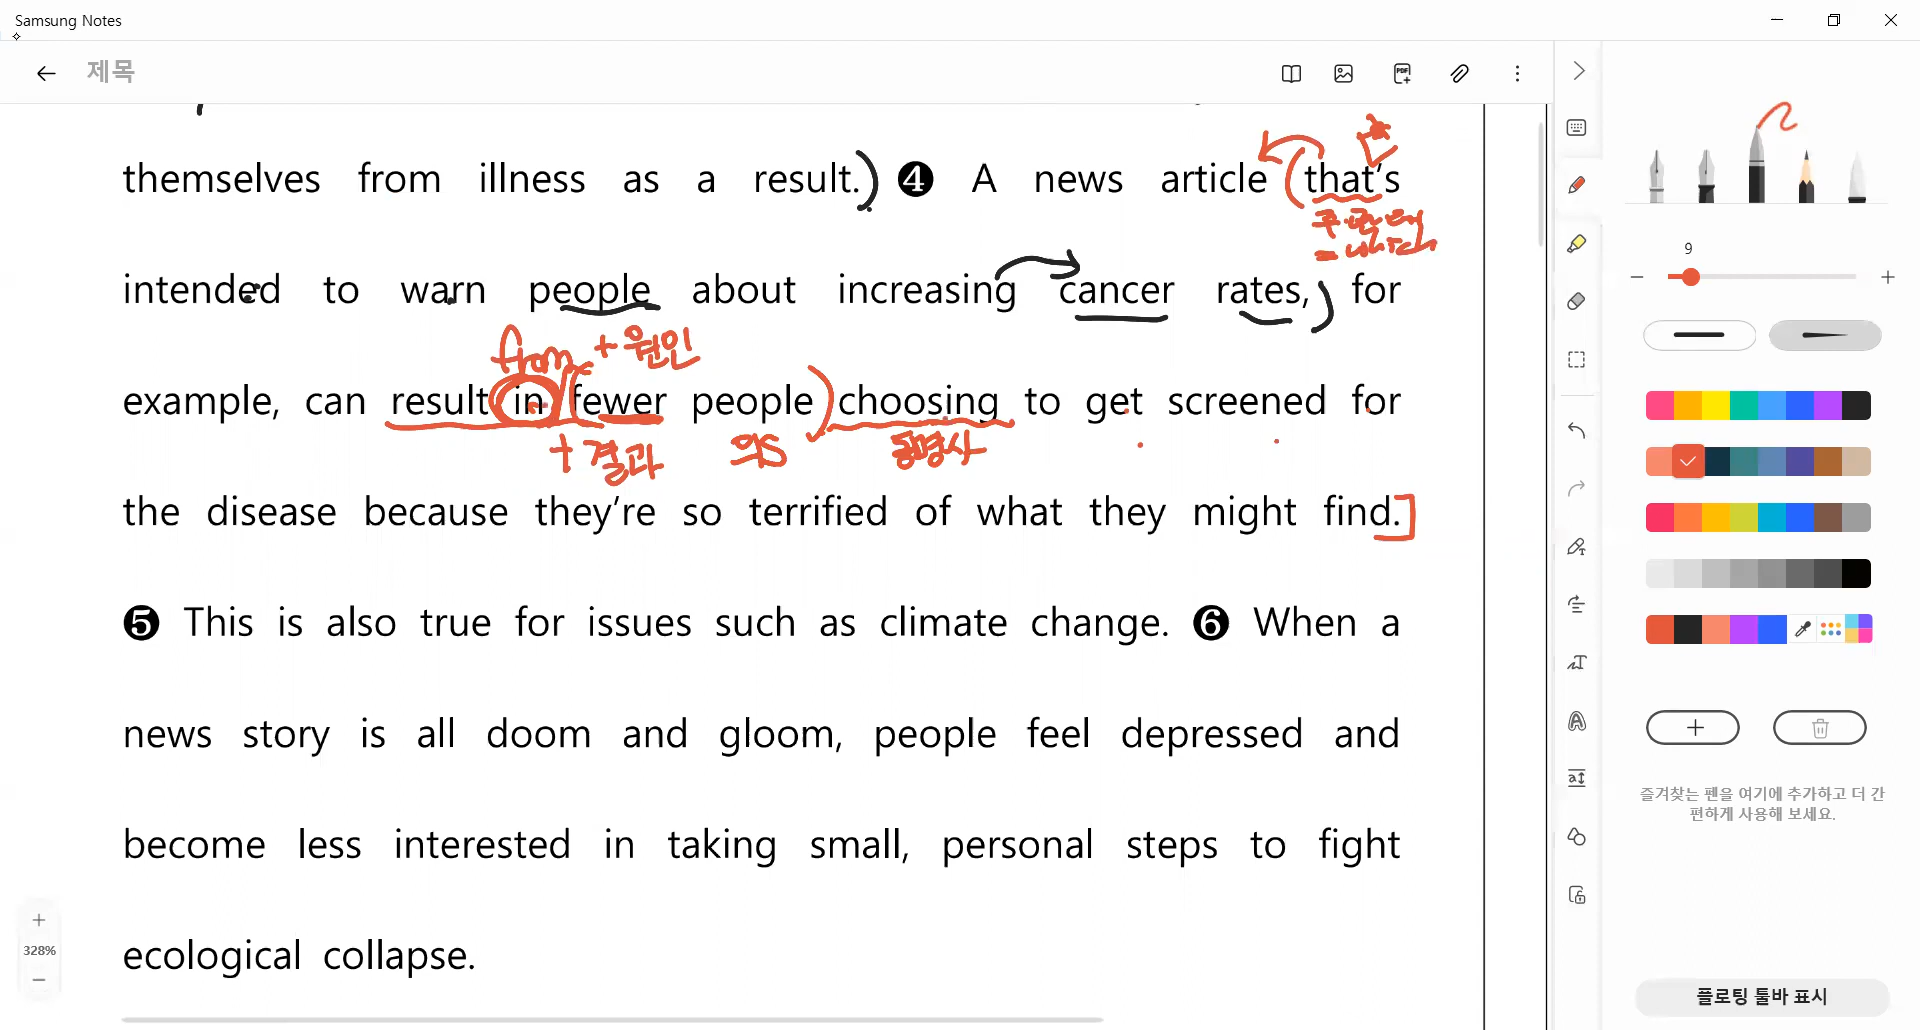 Samsung Notes
제목
themselves from illness as a result.) ❹ A news article (that's
intended to warn people about increasing cancer rates,) for
from + 원인
example, can result in (fewer people) choosing to get screened for
+ 결과 의S 동명사
the disease because they're so terrified of what they might find.]
❺ This is also true for issues such as climate change. ❻ When a
news story is all doom and gloom, people feel depressed and
become less interested in taking small, personal steps to fight
ecological collapse.
328%
9
즐겨찾는 펜을 여기에 추가하고 더 간
편하게 사용해 보세요.
플로팅 툴바 표시